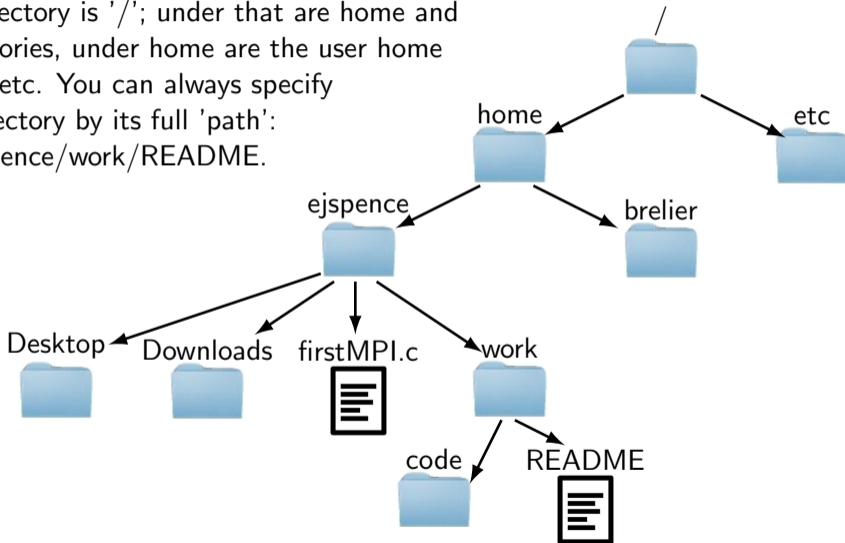 ectory is '/'; under that are home and
ories, under home are the user home
etc. You can always specify
ectory by its full 'path':
ence/work/README.
/
home
etc
ejspence
brelier
Desktop
Downloads
firstMPI.c
work
code
README